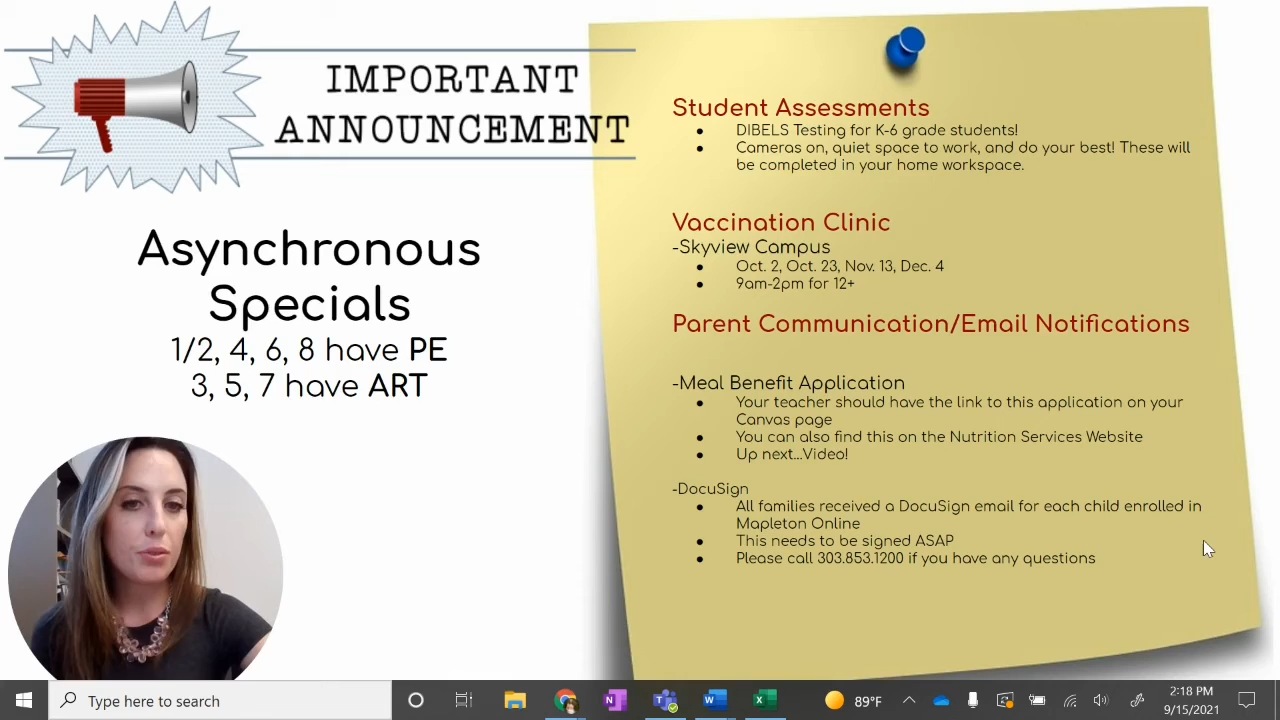 IMPORTANT
ANNOUNCEMENT
Asynchronous
Specials
1/2, 4, 6, 8 have PE
3, 5, 7 have ART
Student Assessments
● DIBELS Testing for K-6 grade students!
● Cameras on, quiet space to work, and do your best! These will
be completed in your home workspace.
Vaccination Clinic
-Skyview Campus
● Oct. 2, Oct. 23, Nov. 13, Dec. 4
● 9am-2pm for 12+
Parent Communication/Email Notifications
-Meal Benefit Application
● Your teacher should have the link to this application on your
Canvas page
● You can also find this on the Nutrition Services Website
● Up next...Video!
-DocuSign
● All families received a DocuSign email for each child enrolled in
Mapleton Online
● This needs to be signed ASAP
● Please call 303.853.1200 if you have any questions
Type here to search
89°F
2:18 PM
9/15/2021